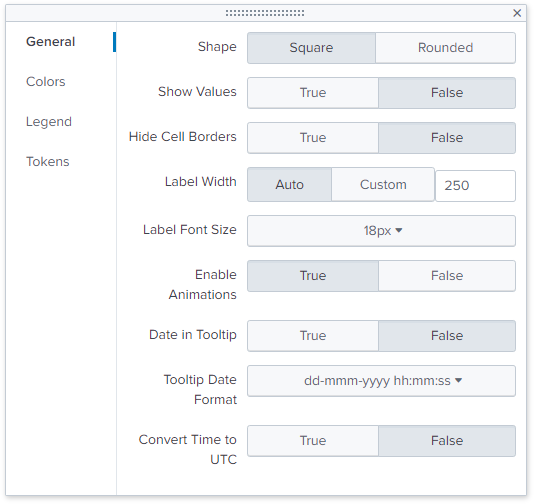 General
Colors
Legend
Tokens
Shape Square Rounded
Show Values True False
Hide Cell Borders True False
Label Width Auto Custom 250
Label Font Size 18px
Enable
Animations True False
Date in Tooltip True False
Tooltip Date
Format dd-mmm-yyyy hh:mm:ss
Convert Time to
UTC True False